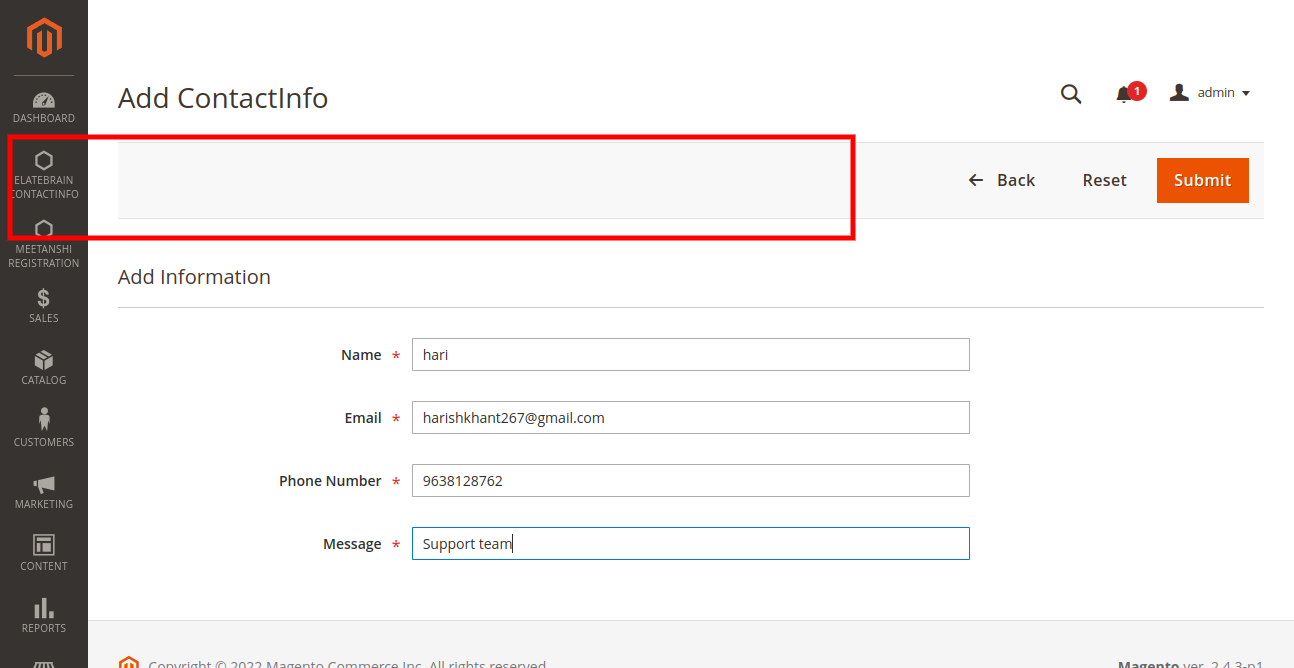 DASHBOARD
ELATEBRAIN
CONTACTINFO
MEETANSHI
REGISTRATION
SALES
CATALOG
CUSTOMERS
MARKETING
CONTENT
REPORTS
Add ContactInfo
1
admin
Back Reset Submit
Add Information
Name * hari
Email * harishkhant267@gmail.com
Phone Number * 9638128762
Message * Support team
Copyright © 2022 Magento Commerce Inc. All rights reserved.
Magento ver. 2.4.3-p1